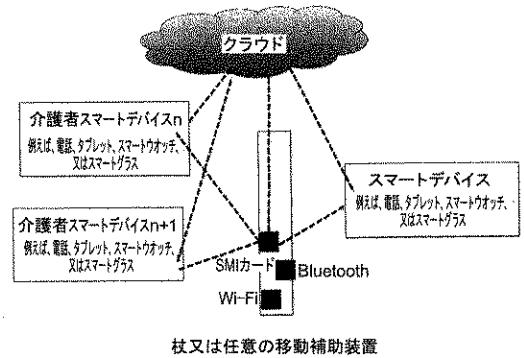 クラウド
介護者スマートデバイスn
例えば、電話、タブレット、スマートウオッチ、
又はスマートグラス
スマートデバイス
例えば、電話、タブレット、スマートウオッチ、
又はスマートグラス
介護者スマートデバイスn+1
例えば、電話、タブレット、スマートウオッチ、
又はスマートグラス
SMIカード
Bluetooth
Wi-Fi
杖又は任意の移動補助装置